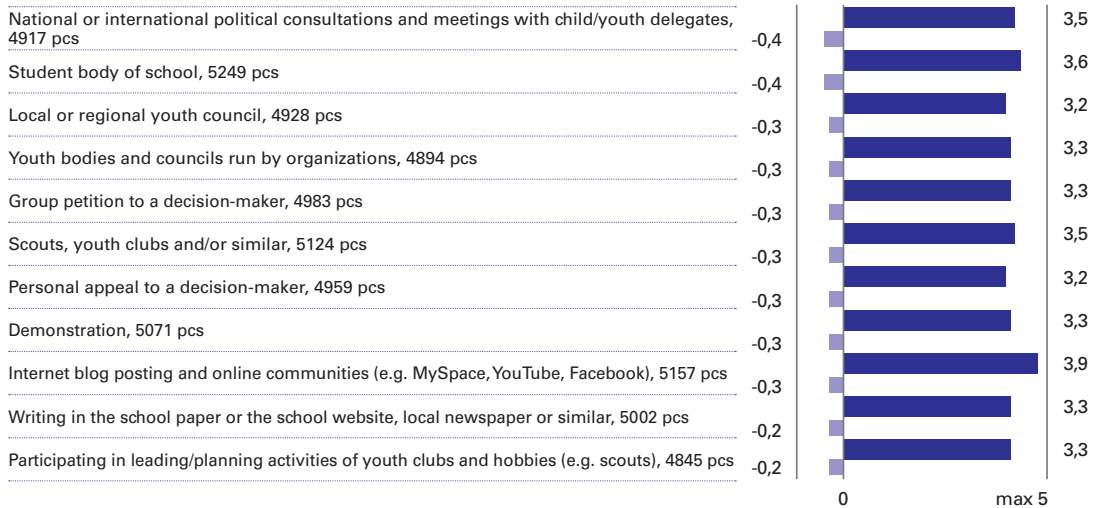 National or international political consultations and meetings with child/youth delegates, 3,5
4917 pcs -0,4
Student body of school, 5249 pcs 3,6
-0,4
Local or regional youth council, 4928 pcs 3,2
-0,3
Youth bodies and councils run by organizations, 4894 pcs 3,3
-0,3
Group petition to a decision-maker, 4983 pcs 3,3
-0,3
Scouts, youth clubs and/or similar, 5124 pcs 3,5
-0,3
Personal appeal to a decision-maker, 4959 pcs 3,2
-0,3
Demonstration, 5071 pcs 3,3
-0,3
Internet blog posting and online communities (e.g. MySpace, YouTube, Facebook), 5157 pcs 3,9
-0,3
Writing in the school paper or the school website, local newspaper or similar, 5002 pcs 3,3
-0,2
Participating in leading/planning activities of youth clubs and hobbies (e.g. scouts), 4845 pcs 3,3
-0,2
0 max 5